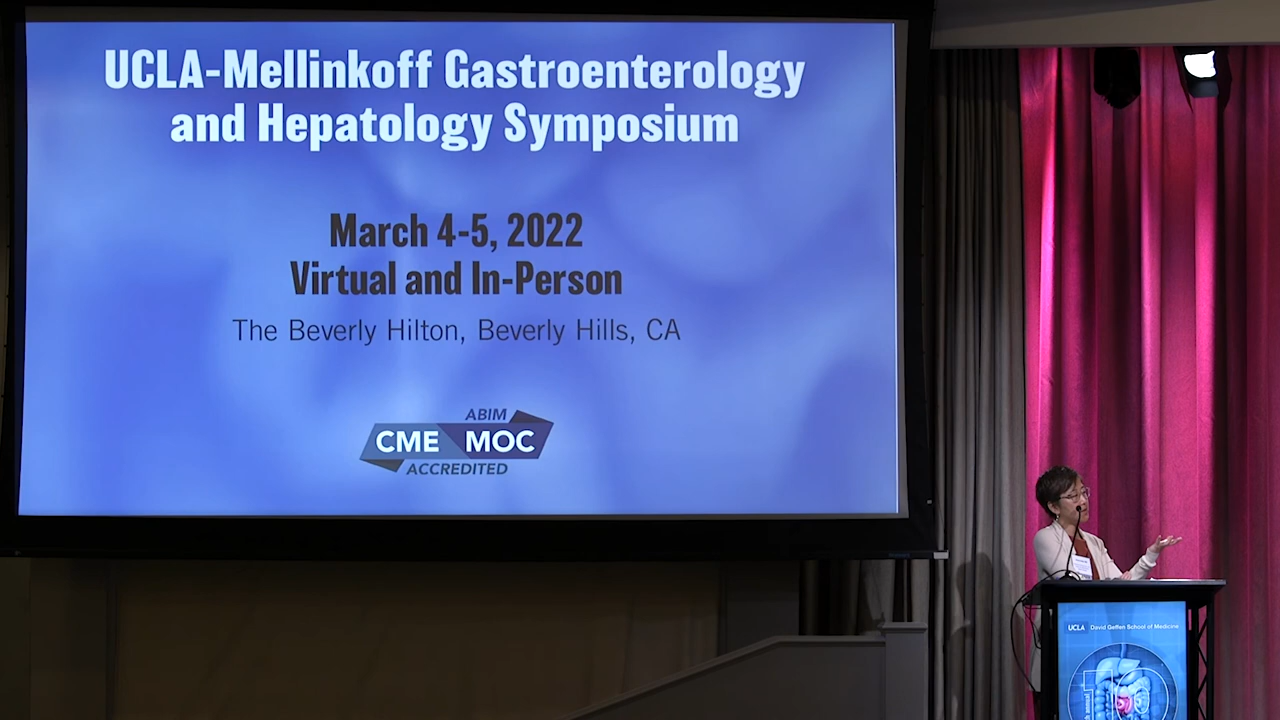 UCLA-Mellinkoff Gastroenterology
and Hepatology Symposium
March 4-5, 2022
Virtual and In-Person
The Beverly Hilton, Beverly Hills, CA
ABIM
CME MOC
ACCREDITED
UCLA David Geffen School of Medicine